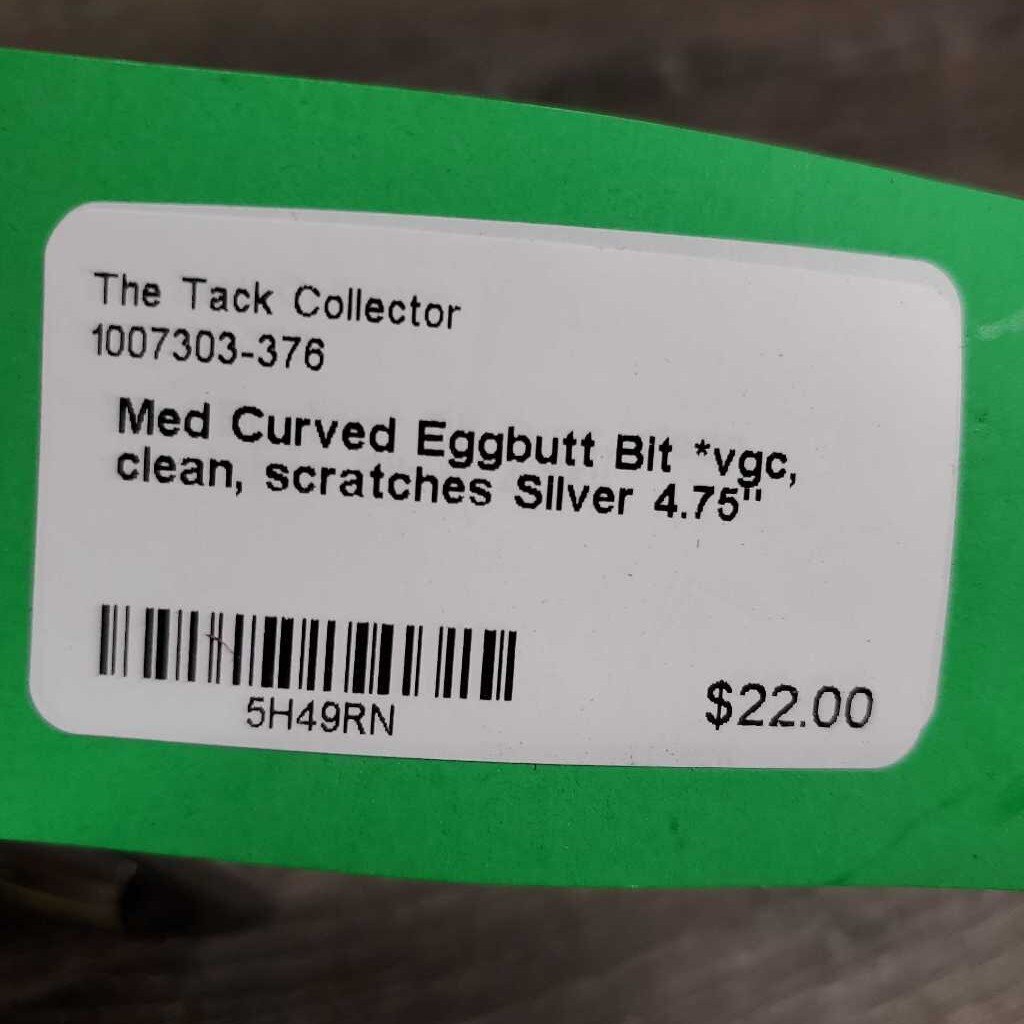 The Tack Collector
1007303-376
Med Curved Eggbutt Bit *vgc,
clean, scratches Silver 4.75"
5H49RN
$22.00